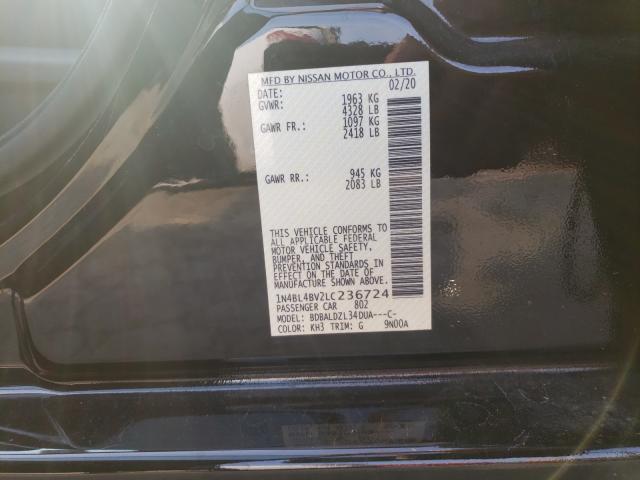 MFD BY NISSAN MOTOR CO., LTD.
DATE: 02/20
GVWR: 1963 KG
4328 LB
GAWR FR.: 1097 KG
2418 LB
GAWR RR.: 945 KG
2083 LB
THIS VEHICLE CONFORMS TO
ALL APPLICABLE FEDERAL
MOTOR VEHICLE SAFETY,
BUMPER, AND THEFT
PREVENTION STANDARDS IN
EFFECT ON THE DATE OF
MANUFACTURE SHOWN ABOVE.
1N4BL4BV2LC236724
PASSENGER CAR 802
MODEL: BDBALDZL34DUA---C-
COLOR: KH3 TRIM: G 9N00A